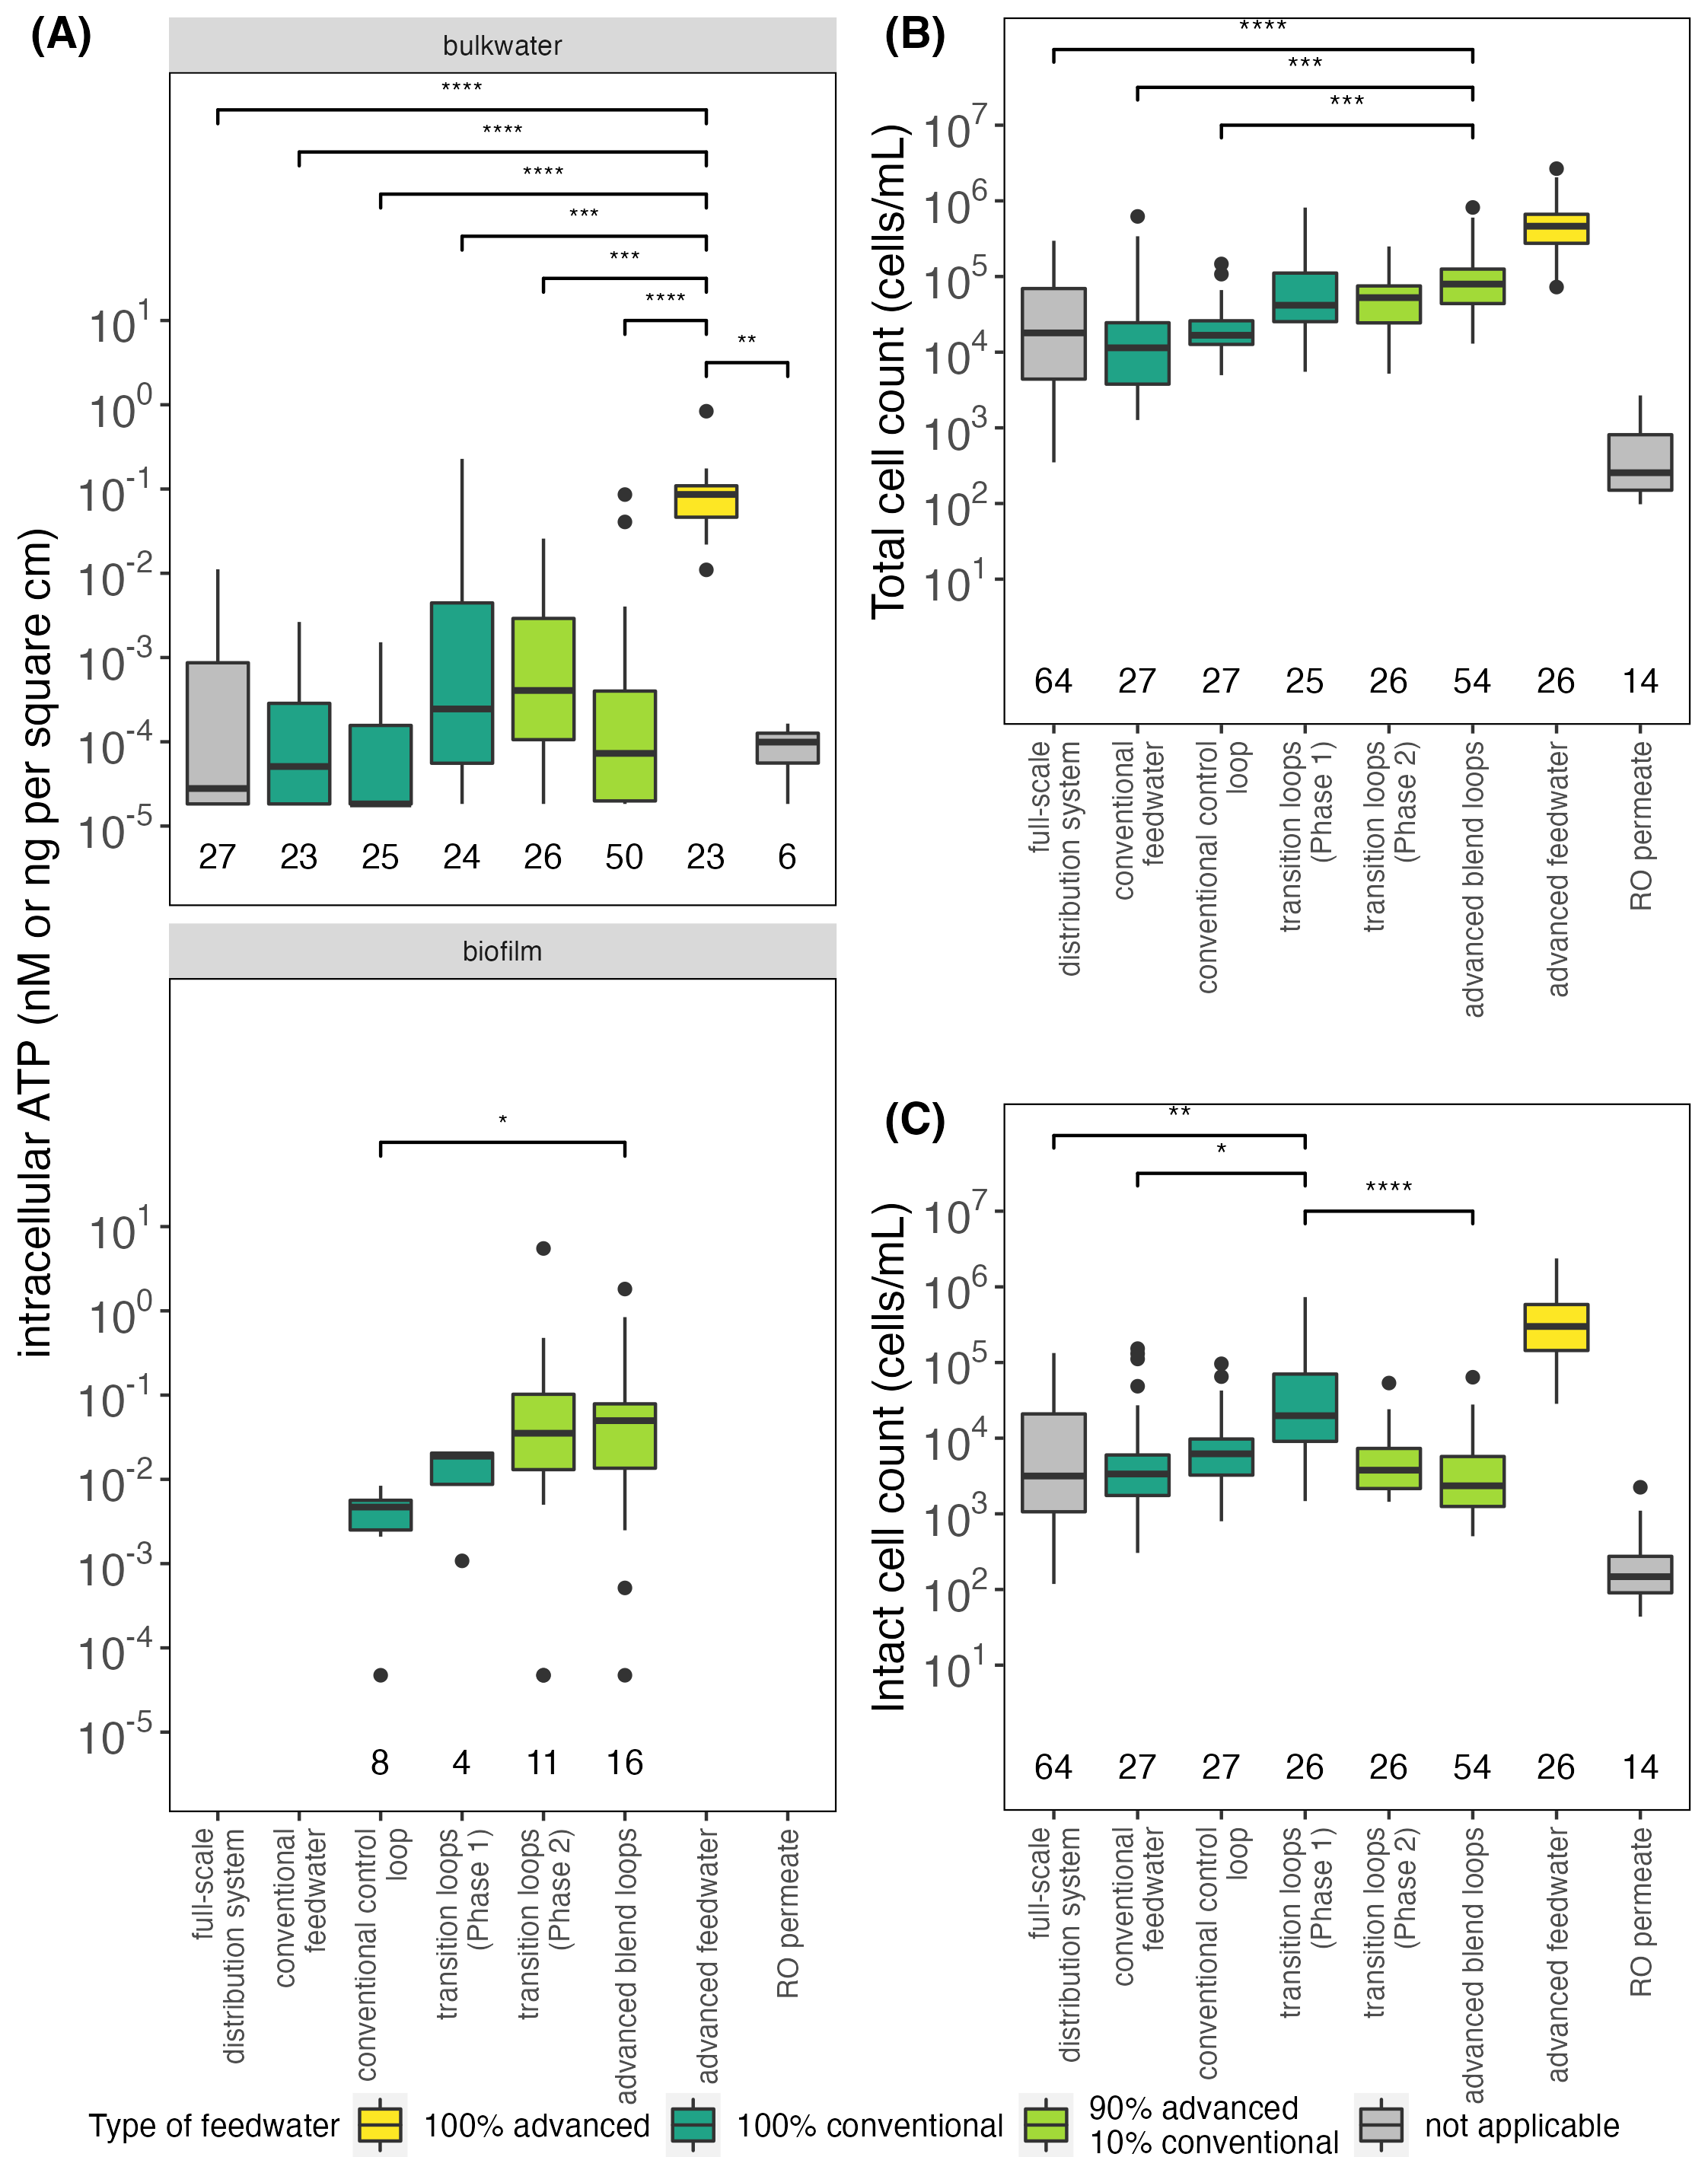 (A)
bulkwater
intracellular ATP (nM or ng per square cm)
****
****
****
***
***
****
**
10^1
10^0
10^-1
10^-2
10^-3
10^-4
10^-5
27 23 25 24 26 50 23 6
biofilm
*
10^1
10^0
10^-1
10^-2
10^-3
10^-4
10^-5
8 4 11 16
full-scale
distribution system
conventional
feedwater
conventional control
loop
transition loops
(Phase 1)
transition loops
(Phase 2)
advanced blend loops
advanced feedwater
RO permeate
(B)
Total cell count (cells/mL)
****
***
***
10^7
10^6
10^5
10^4
10^3
10^2
10^1
64 27 27 25 26 54 26 14
full-scale
distribution system
conventional
feedwater
conventional control
loop
transition loops
(Phase 1)
transition loops
(Phase 2)
advanced blend loops
advanced feedwater
RO permeate
(C)
Intact cell count (cells/mL)
**
*
****
10^7
10^6
10^5
10^4
10^3
10^2
10^1
64 27 27 26 26 54 26 14
full-scale
distribution system
conventional
feedwater
conventional control
loop
transition loops
(Phase 1)
transition loops
(Phase 2)
advanced blend loops
advanced feedwater
RO permeate
Type of feedwater
100% advanced
100% conventional
90% advanced
10% conventional
not applicable